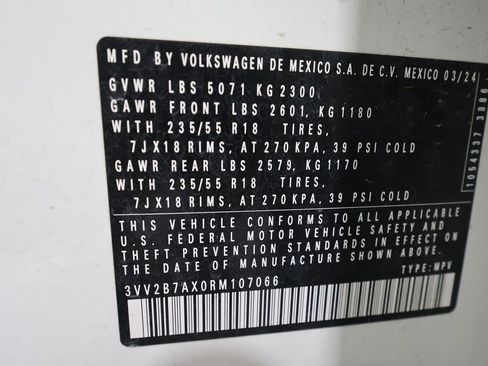 MFD BY VOLKSWAGEN DE MEXICO S.A. DE C.V. MEXICO 03/24
GVWR LBS 5071 KG 2300
GAWR FRONT LBS 2601, KG 1180
WITH 235/55 R18 TIRES,
7JX18 RIMS, AT 270 KPA, 39 PSI COLD
GAWR REAR LBS 2579, KG 1170
WITH 235/55 R18 TIRES,
7JX18 RIMS, AT 270 KPA, 39 PSI COLD
THIS VEHICLE CONFORMS TO ALL APPLICABLE
U.S. FEDERAL MOTOR VEHICLE SAFETY AND
THEFT PREVENTION STANDARDS IN EFFECT ON
THE DATE OF MANUFACTURE SHOWN ABOVE.
3VV2B7AX0RM107066
TYPE: MPV
1054337 3886